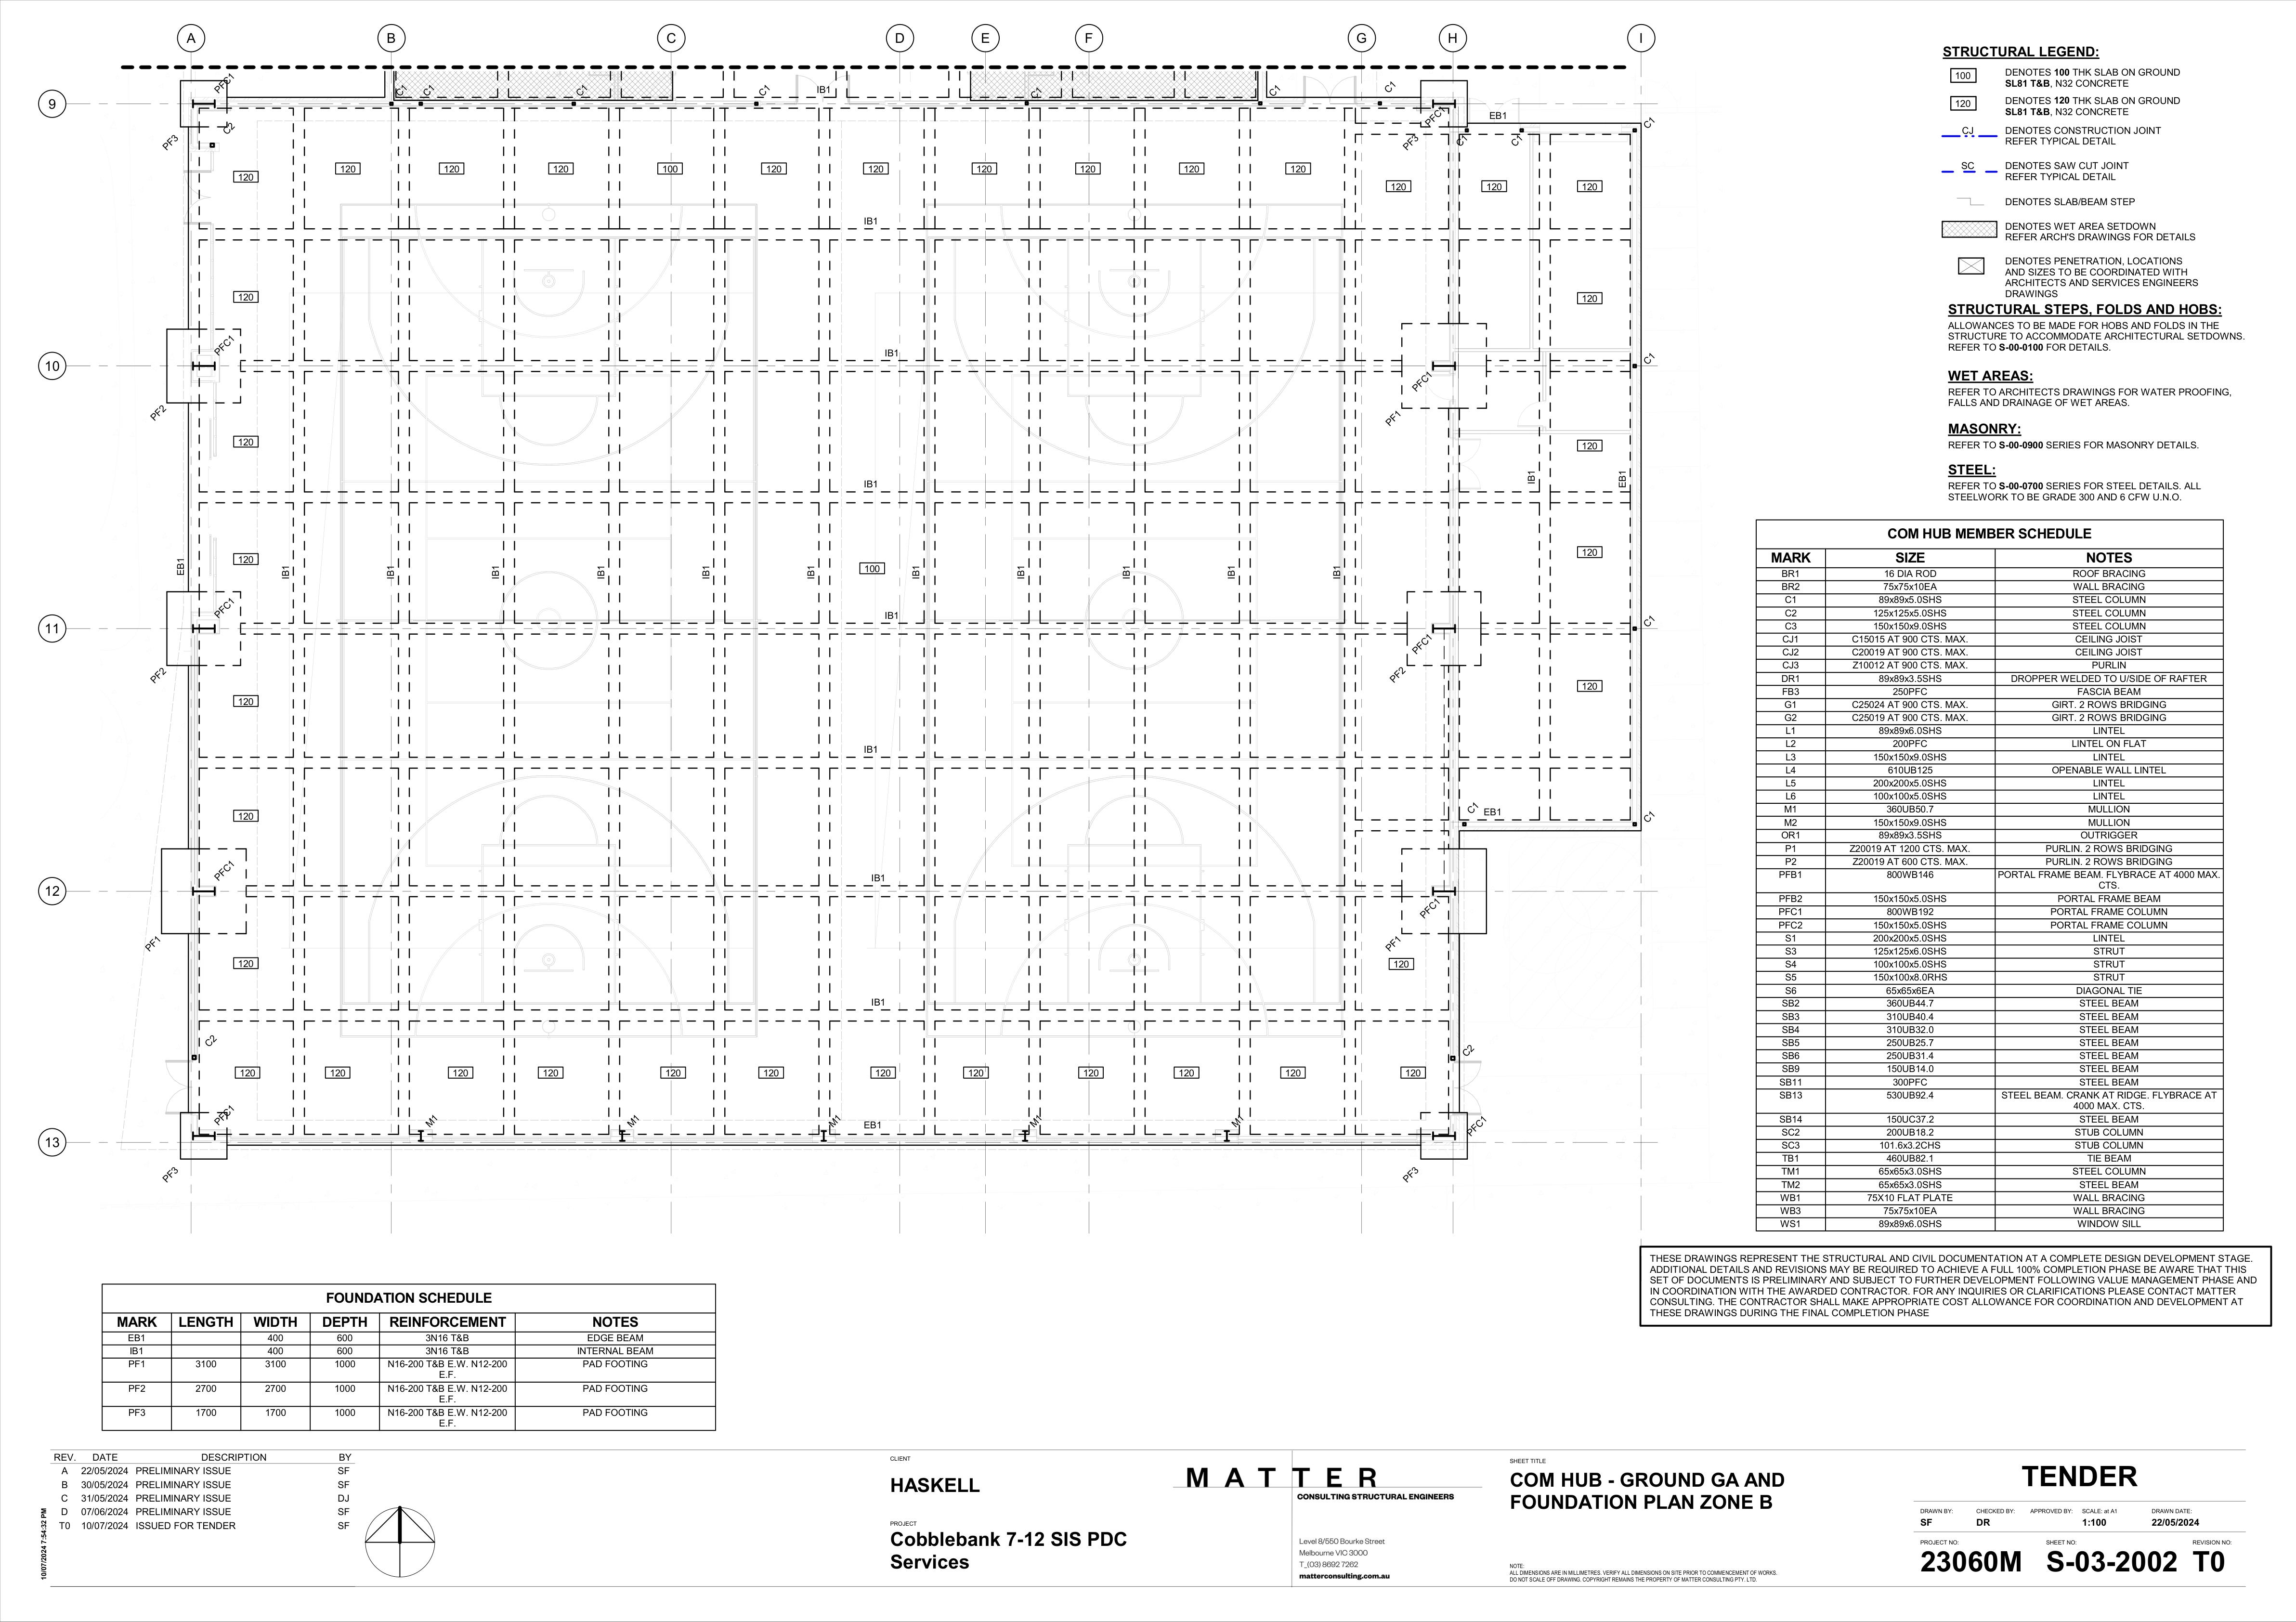 A B C D E F G H I
9 PFC1 C1 C1 C1 C1 C1 IB1 C1 C1 C1 PFC1 EB1 C1
PF3 C2 PF3 C1 C1
120 120 120 120 100 120 120 120 120 120 120 120 120 120
IB1
120 120
10 PFC1 IB1 PFC1 C1
PF2 PF1
120 120
IB1 IB1 EB1
EB1 120 IB1 IB1 IB1 IB1 IB1 IB1 100 IB1 IB1 IB1 IB1 IB1 120
11 PFC1 IB1 PFC1 C1
PF2 PF2
120 120
IB1
120 C1 EB1 C1
12 PFC1 IB1 PFC1
PF1 PF1
120 120
IB1
C2 C2
120 120 120 120 120 120 120 120 120 120 120 120
13 PFC1 M1 M1 M1 EB1 M1 M1 PFC1
PF3 PF3
STRUCTURAL LEGEND:
100 DENOTES 100 THK SLAB ON GROUND
SL81 T&B, N32 CONCRETE
120 DENOTES 120 THK SLAB ON GROUND
SL81 T&B, N32 CONCRETE
CJ DENOTES CONSTRUCTION JOINT
REFER TYPICAL DETAIL
SC DENOTES SAW CUT JOINT
REFER TYPICAL DETAIL
DENOTES SLAB/BEAM STEP
DENOTES WET AREA SETDOWN
REFER ARCH'S DRAWINGS FOR DETAILS
DENOTES PENETRATION, LOCATIONS
AND SIZES TO BE COORDINATED WITH
ARCHITECTS AND SERVICES ENGINEERS
DRAWINGS
STRUCTURAL STEPS, FOLDS AND HOBS:
ALLOWANCES TO BE MADE FOR HOBS AND FOLDS IN THE
STRUCTURE TO ACCOMMODATE ARCHITECTURAL SETDOWNS.
REFER TO S-00-0100 FOR DETAILS.
WET AREAS:
REFER TO ARCHITECTS DRAWINGS FOR WATER PROOFING,
FALLS AND DRAINAGE OF WET AREAS.
MASONRY:
REFER TO S-00-0900 SERIES FOR MASONRY DETAILS.
STEEL:
REFER TO S-00-0700 SERIES FOR STEEL DETAILS. ALL
STEELWORK TO BE GRADE 300 AND 6 CFW U.N.O.
COM HUB MEMBER SCHEDULE
MARK SIZE NOTES
BR1 16 DIA ROD ROOF BRACING
BR2 75x75x10EA WALL BRACING
C1 89x89x5.0SHS STEEL COLUMN
C2 125x125x5.0SHS STEEL COLUMN
C3 150x150x9.0SHS STEEL COLUMN
CJ1 C15015 AT 900 CTS. MAX. CEILING JOIST
CJ2 C20019 AT 900 CTS. MAX. CEILING JOIST
CJ3 Z10012 AT 900 CTS. MAX. PURLIN
DR1 89x89x3.5SHS DROPPER WELDED TO U/SIDE OF RAFTER
FB3 250PFC FASCIA BEAM
G1 C25024 AT 900 CTS. MAX. GIRT. 2 ROWS BRIDGING
G2 C25019 AT 900 CTS. MAX. GIRT. 2 ROWS BRIDGING
L1 89x89x6.0SHS LINTEL
L2 200PFC LINTEL ON FLAT
L3 150x150x9.0SHS LINTEL
L4 610UB125 OPENABLE WALL LINTEL
L5 200x200x5.0SHS LINTEL
L6 100x100x5.0SHS LINTEL
M1 360UB50.7 MULLION
M2 150x150x9.0SHS MULLION
OR1 89x89x3.5SHS OUTRIGGER
P1 Z20019 AT 1200 CTS. MAX. PURLIN. 2 ROWS BRIDGING
P2 Z20019 AT 600 CTS. MAX. PURLIN. 2 ROWS BRIDGING
PFB1 800WB146 PORTAL FRAME BEAM. FLYBRACE AT 4000 MAX.
CTS.
PFB2 150x150x5.0SHS PORTAL FRAME BEAM
PFC1 800WB192 PORTAL FRAME COLUMN
PFC2 150x150x5.0SHS PORTAL FRAME COLUMN
S1 200x200x5.0SHS LINTEL
S3 125x125x6.0SHS STRUT
S4 100x100x5.0SHS STRUT
S5 150x100x8.0RHS STRUT
S6 65x65x6EA DIAGONAL TIE
SB2 360UB44.7 STEEL BEAM
SB3 310UB40.4 STEEL BEAM
SB4 310UB32.0 STEEL BEAM
SB5 250UB25.7 STEEL BEAM
SB6 250UB31.4 STEEL BEAM
SB9 150UB14.0 STEEL BEAM
SB11 300PFC STEEL BEAM
SB13 530UB92.4 STEEL BEAM. CRANK AT RIDGE. FLYBRACE AT
4000 MAX. CTS.
SB14 150UC37.2 STEEL BEAM
SC2 200UB18.2 STUB COLUMN
SC3 101.6x3.2CHS STUB COLUMN
TB1 460UB82.1 TIE BEAM
TM1 65x65x3.0SHS STEEL COLUMN
TM2 65x65x3.0SHS STEEL BEAM
WB1 75X10 FLAT PLATE WALL BRACING
WB3 75x75x10EA WALL BRACING
WS1 89x89x6.0SHS WINDOW SILL
THESE DRAWINGS REPRESENT THE STRUCTURAL AND CIVIL DOCUMENTATION AT A COMPLETE DESIGN DEVELOPMENT STAGE.
ADDITIONAL DETAILS AND REVISIONS MAY BE REQUIRED TO ACHIEVE A FULL 100% COMPLETION PHASE BE AWARE THAT THIS
SET OF DOCUMENTS IS PRELIMINARY AND SUBJECT TO FURTHER DEVELOPMENT FOLLOWING VALUE MANAGEMENT PHASE AND
IN COORDINATION WITH THE AWARDED CONTRACTOR. FOR ANY INQUIRIES OR CLARIFICATIONS PLEASE CONTACT MATTER
CONSULTING. THE CONTRACTOR SHALL MAKE APPROPRIATE COST ALLOWANCE FOR COORDINATION AND DEVELOPMENT AT
THESE DRAWINGS DURING THE FINAL COMPLETION PHASE
FOUNDATION SCHEDULE
MARK LENGTH WIDTH DEPTH REINFORCEMENT NOTES
EB1 400 600 3N16 T&B EDGE BEAM
IB1 400 600 3N16 T&B INTERNAL BEAM
PF1 3100 3100 1000 N16-200 T&B E.W. N12-200 PAD FOOTING
E.F.
PF2 2700 2700 1000 N16-200 T&B E.W. N12-200 PAD FOOTING
E.F.
PF3 1700 1700 1000 N16-200 T&B E.W. N12-200 PAD FOOTING
E.F.
REV. DATE DESCRIPTION BY
A 22/05/2024 PRELIMINARY ISSUE SF
B 30/05/2024 PRELIMINARY ISSUE SF
C 31/05/2024 PRELIMINARY ISSUE DJ
D 07/06/2024 PRELIMINARY ISSUE SF
T0 10/07/2024 ISSUED FOR TENDER SF
10/07/2024 7:54:32 PM
CLIENT
HASKELL
PROJECT
Cobblebank 7-12 SIS PDC
Services
MATTER
CONSULTING STRUCTURAL ENGINEERS
Level 8/550 Bourke Street
Melbourne VIC 3000
T_(03) 8692 7262
matterconsulting.com.au
SHEET TITLE
COM HUB - GROUND GA AND
FOUNDATION PLAN ZONE B
NOTE:
ALL DIMENSIONS ARE IN MILLIMETRES. VERIFY ALL DIMENSIONS ON SITE PRIOR TO COMMENCEMENT OF WORKS.
DO NOT SCALE OFF DRAWING. COPYRIGHT REMAINS THE PROPERTY OF MATTER CONSULTING PTY. LTD.
TENDER
DRAWN BY: CHECKED BY: APPROVED BY: SCALE: at A1 DRAWN DATE:
SF DR 1:100 22/05/2024
PROJECT NO: SHEET NO: REVISION NO:
23060M S-03-2002 T0